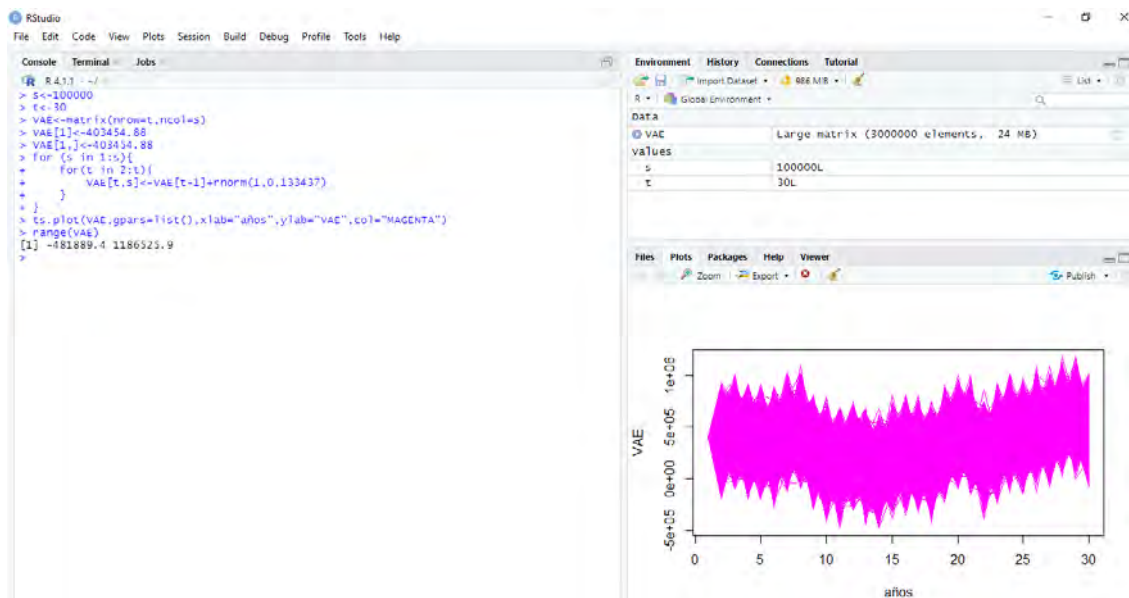 RStudio
File Edit Code View Plots Session Build Debug Profile Tools Help
Console Terminal Jobs
R 4.1.1 · ~/
> s<-100000
> t<-30
> VAE<-matrix(nrow=t,ncol=s)
> VAE[1]<-403454.88
> VAE[1,]<-403454.88
> for (s in 1:s){
+ for(t in 2:t){
+ VAE[t,s]<-VAE[t-1]+rnorm(1,0,133437)
+ }
+ }
> ts.plot(VAE,gpars=list(),xlab="años",ylab="VAE",col="MAGENTA")
> range(VAE)
[1] -481889.4 1186525.9
>
Environment History Connections Tutorial
Import Dataset 986 MiB List
R Global Environment
Data
VAE Large matrix (3000000 elements, 24 MB)
values
s 100000L
t 30L
Files Plots Packages Help Viewer
Zoom Export Publish
VAE
1e+06
5e+05
0e+00
-5e+05
0 5 10 15 20 25 30
años